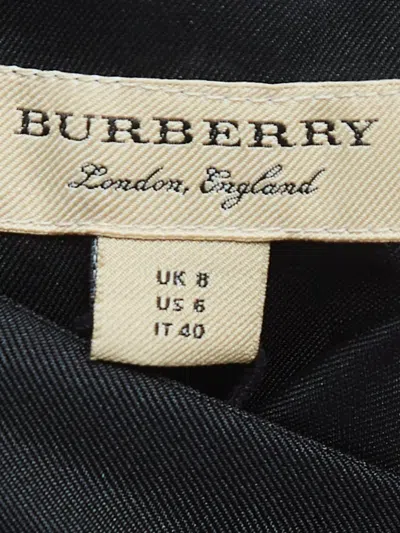 BURBERRY
London, England
UK 8
US 6
IT 40